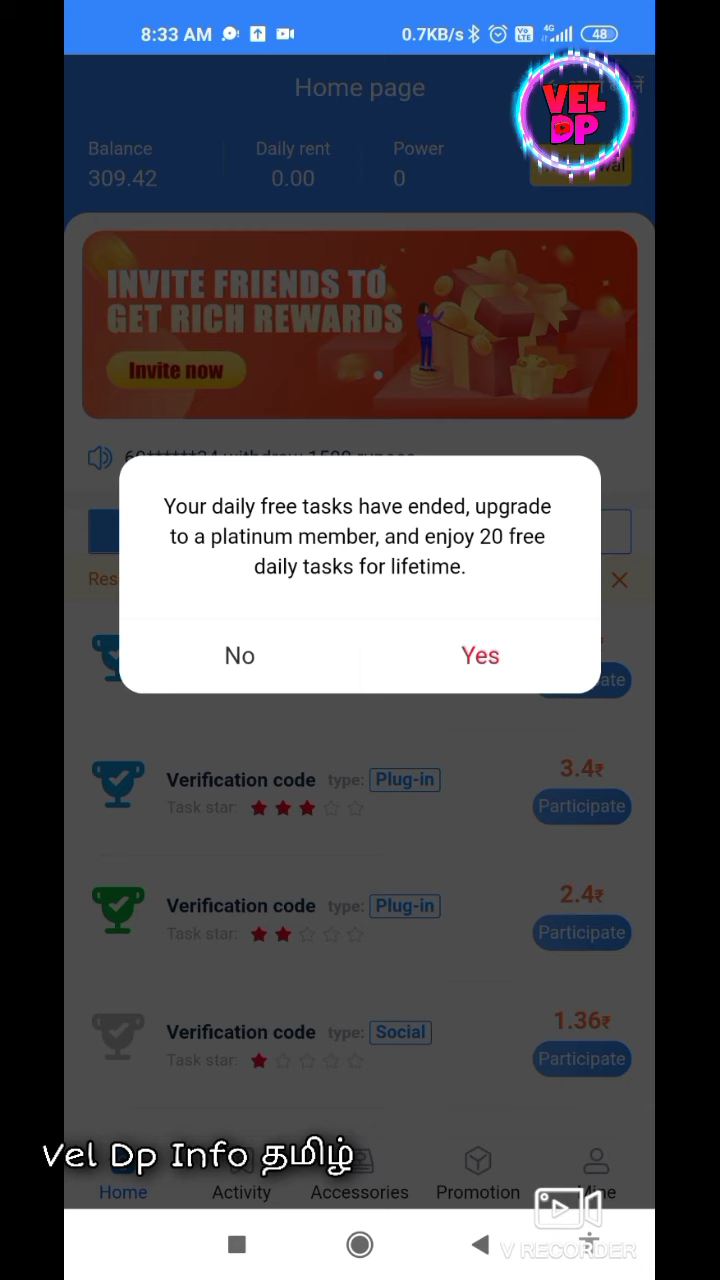 8:33 AM
0.7KB/s
Vo
LTE
4G
48
Home page
VEL
DP
Balance
Daily rent
Power
309.42
0.00
0
INVITE FRIENDS TO
GET RICH REWARDS
Invite now
Your daily free tasks have ended, upgrade
to a platinum member, and enjoy 20 free
daily tasks for lifetime.
No
Yes
Verification code type: Plug-in
3.4₹
Task star:
Participate
Verification code type: Plug-in
2.4₹
Task star:
Participate
Verification code type: Social
1.36₹
Task star:
Participate
Vel Dp Info தமிழ்
Home
Activity
Accessories
Promotion
Mine
V RECORDER